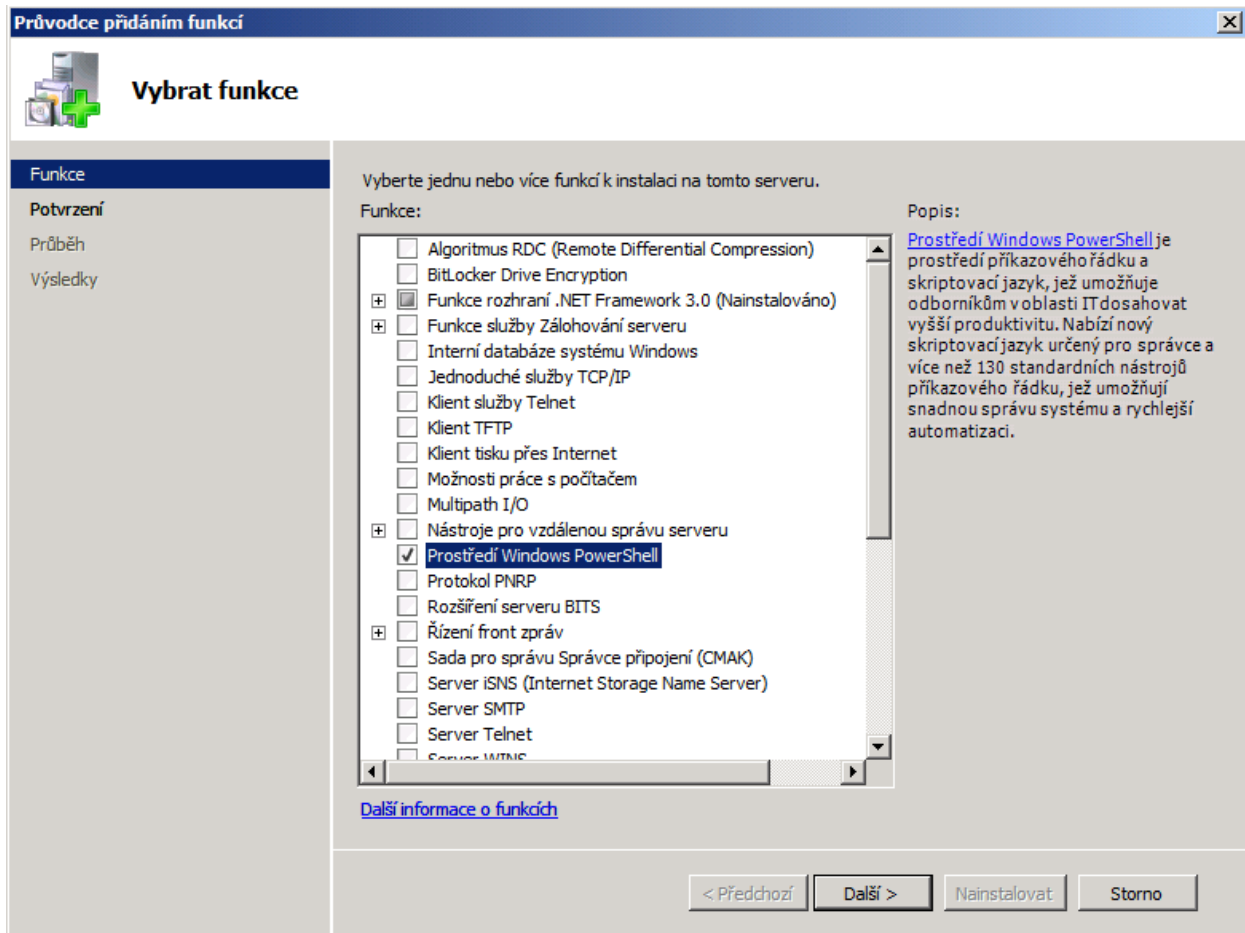 Průvodce přidáním funkcí
Vybrat funkce
Funkce
Potvrzení
Průběh
Výsledky
Vyberte jednu nebo více funkcí k instalaci na tomto serveru.
Funkce:
Algoritmus RDC (Remote Differential Compression)
BitLocker Drive Encryption
Funkce rozhraní .NET Framework 3.0 (Nainstalováno)
Funkce služby Zálohování serveru
Interní databáze systému Windows
Jednoduché služby TCP/IP
Klient služby Telnet
Klient TFTP
Klient tisku přes Internet
Možnosti práce s počítačem
Multipath I/O
Nástroje pro vzdálenou správu serveru
Prostředí Windows PowerShell
Protokol PNRP
Rozšíření serveru BITS
Řízení front zpráv
Sada pro správu Správce připojení (CMAK)
Server iSNS (Internet Storage Name Server)
Server SMTP
Server Telnet
Server WINS
Další informace o funkcích
Popis:
Prostředí Windows PowerShell je
prostředí příkazového řádku a
skriptovací jazyk, jež umožňuje
odborníkům v oblasti IT dosahovat
vyšší produktivitu. Nabízí nový
skriptovací jazyk určený pro správce a
více než 130 standardních nástrojů
příkazového řádku, jež umožňují
snadnou správu systému a rychlejší
automatizaci.
< Předchozí
Další >
Nainstalovat
Storno